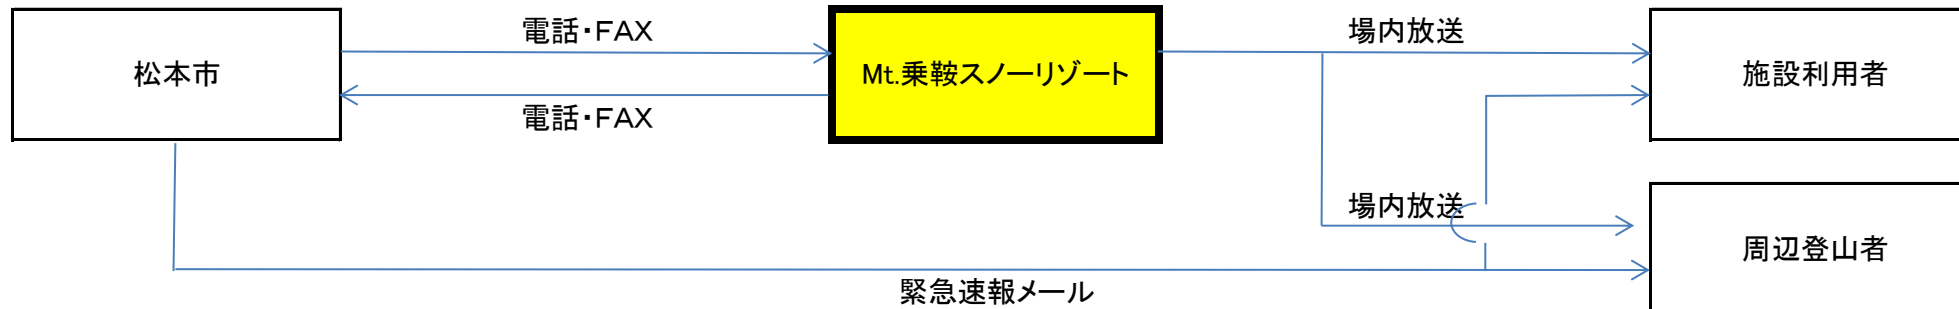 電話・FAX
場内放送
松本市
Mt.乗鞍スノーリゾート
施設利用者
電話・FAX
場内放送
周辺登山者
緊急速報メール